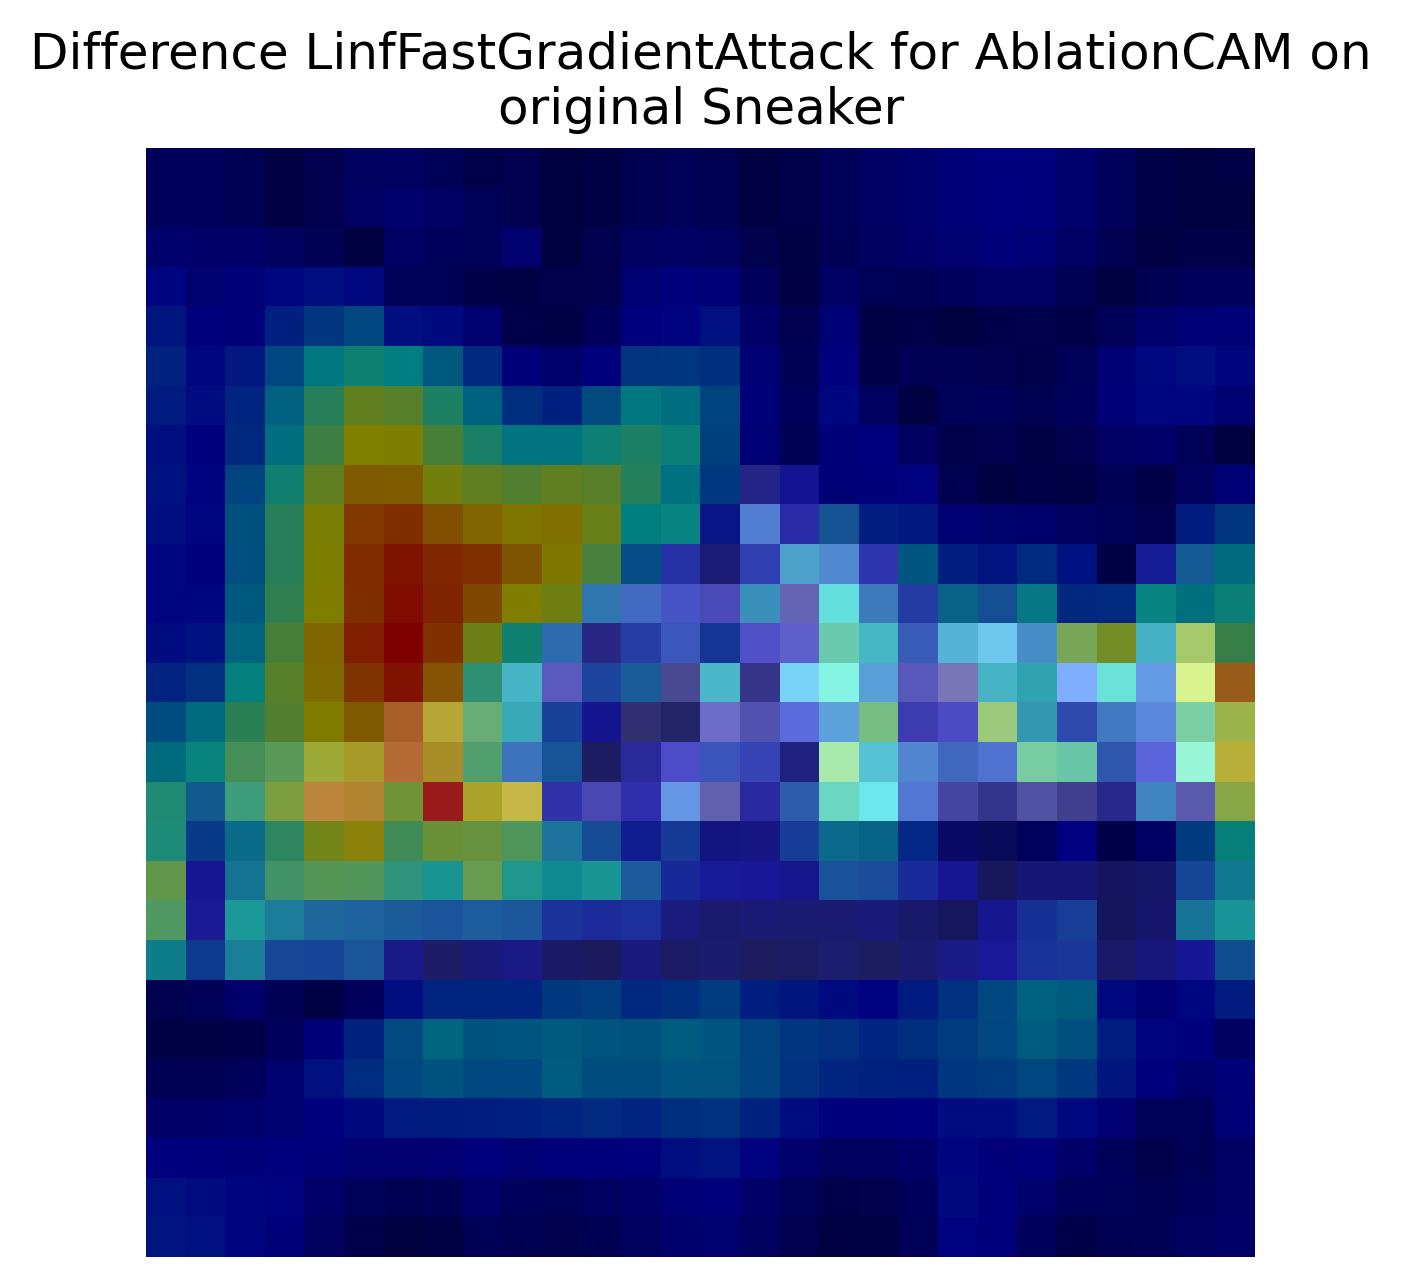 Difference LinfFastGradientAttack for AblationCAM on
original Sneaker